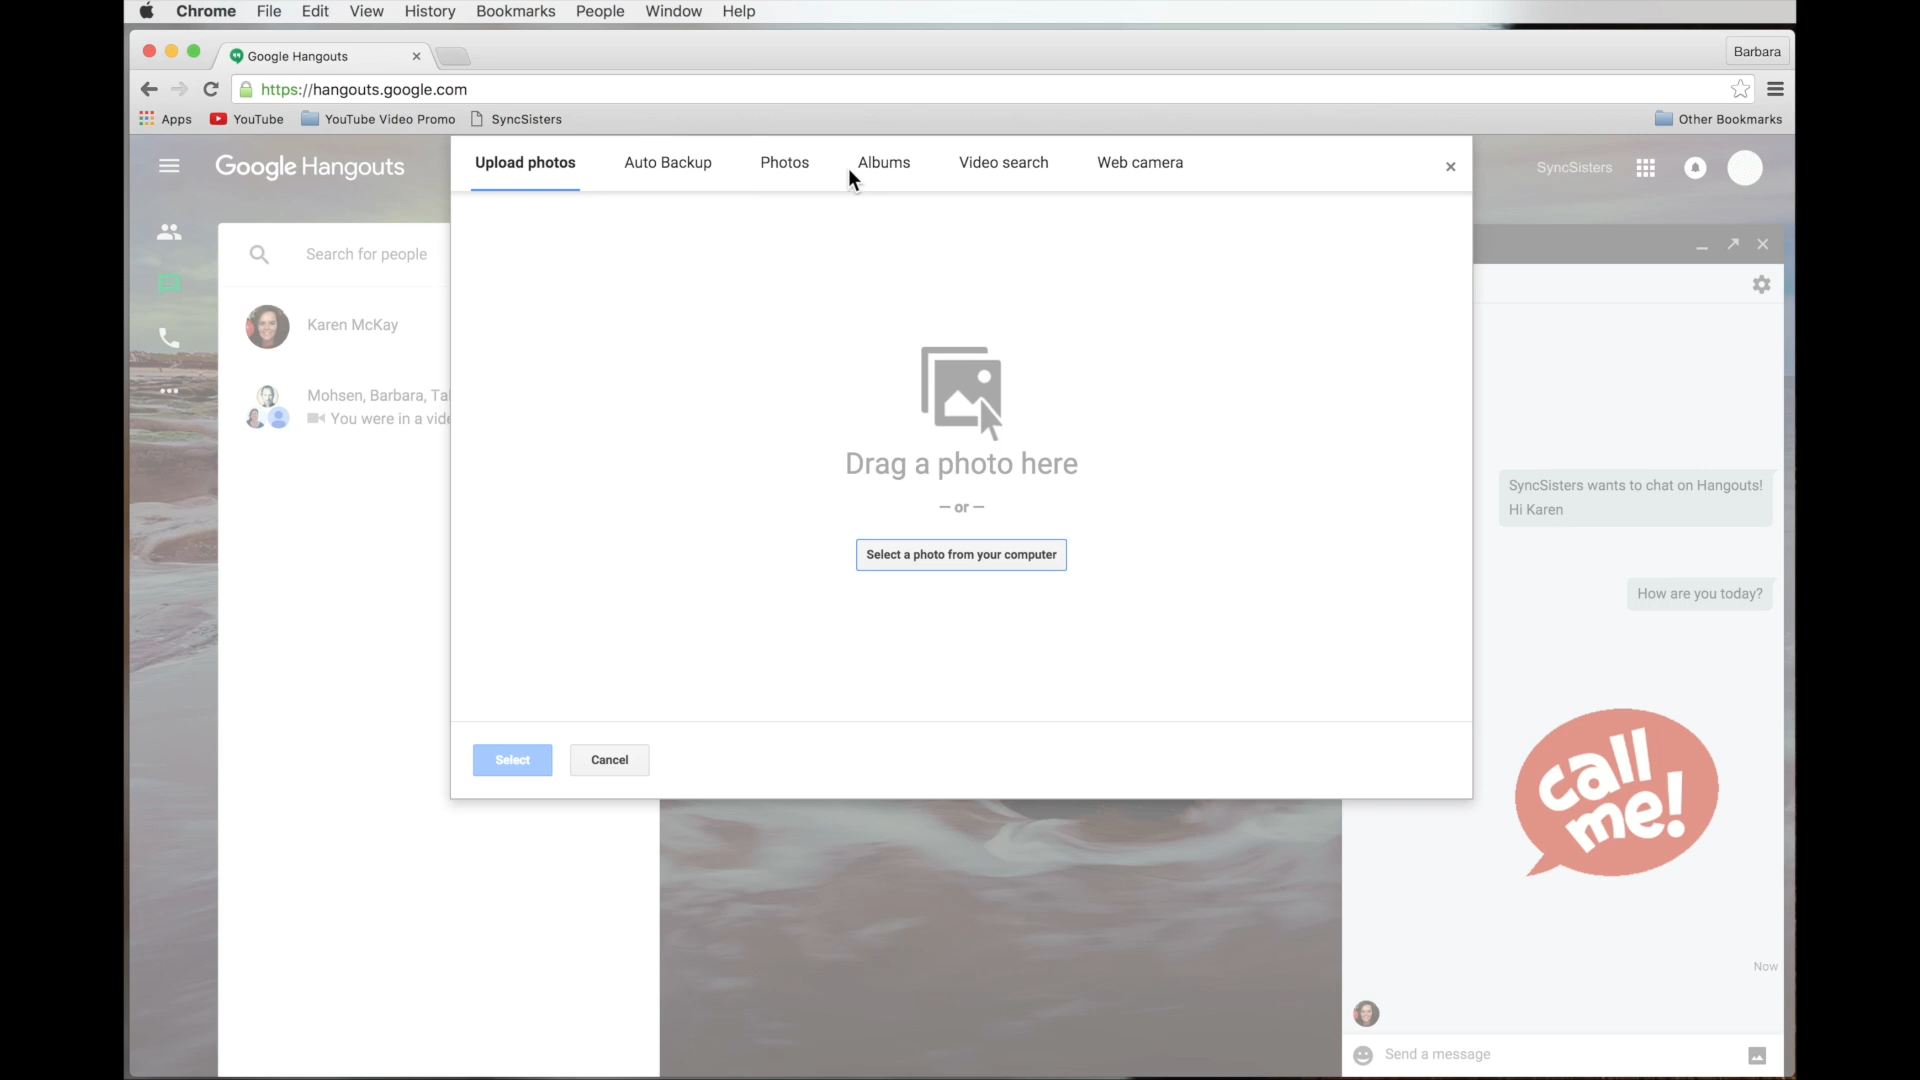 Chrome File Edit View History Bookmarks People Window Help
Google Hangouts
Barbara
https://hangouts.google.com
Apps YouTube YouTube Video Promo SyncSisters Other Bookmarks
Google Hangouts
SyncSisters
Upload photos Auto Backup Photos Albums Video search Web camera
Search for people
Karen McKay
Mohsen, Barbara, Ta
You were in a vide
Drag a photo here
— or —
Select a photo from your computer
Select Cancel
SyncSisters wants to chat on Hangouts!
Hi Karen
How are you today?
call
me!
Now
Send a message